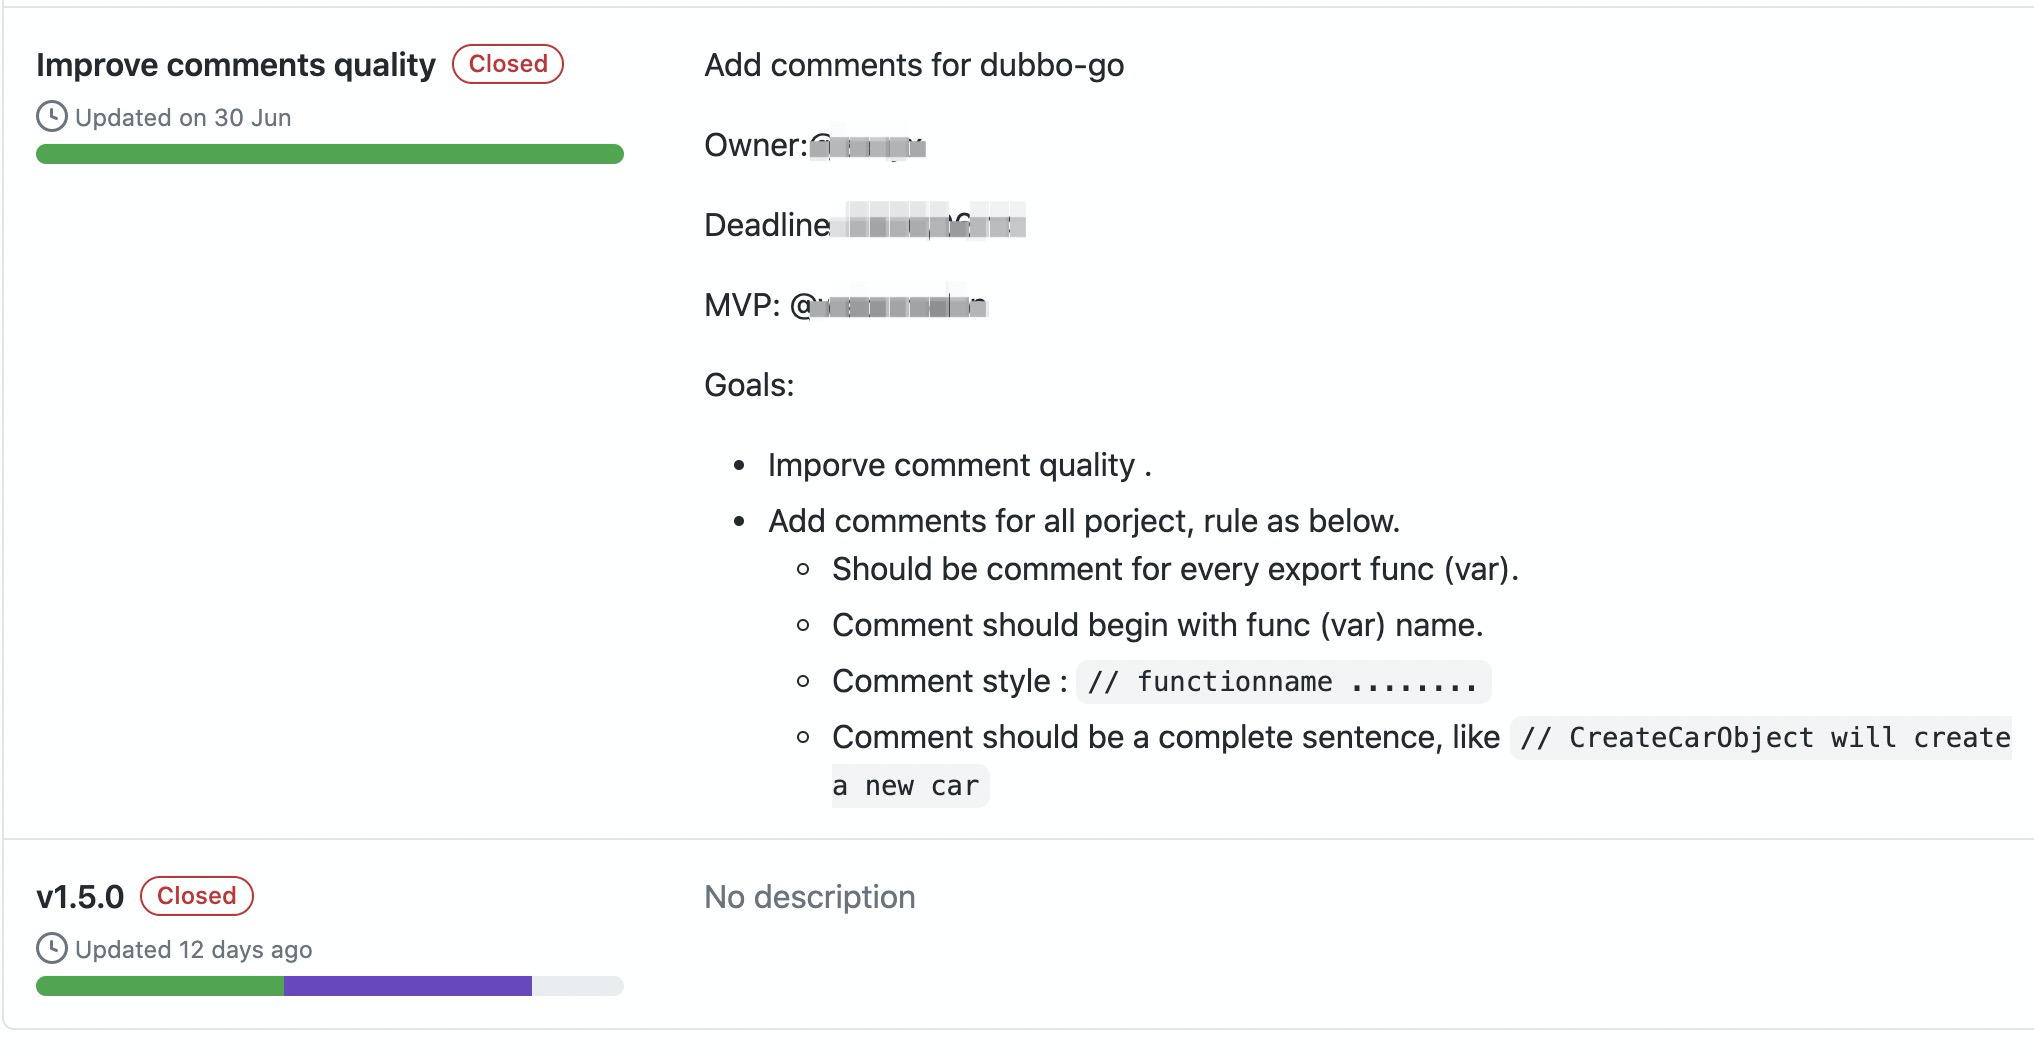 Improve comments quality Closed
Updated on 30 Jun
Add comments for dubbo-go
Owner:
Deadline
MVP: @
Goals:
• Imporve comment quality .
• Add comments for all porject, rule as below.
◦ Should be comment for every export func (var).
◦ Comment should begin with func (var) name.
◦ Comment style : // functionname ........
◦ Comment should be a complete sentence, like // CreateCarObject will create
a new car
v1.5.0 Closed
Updated 12 days ago
No description